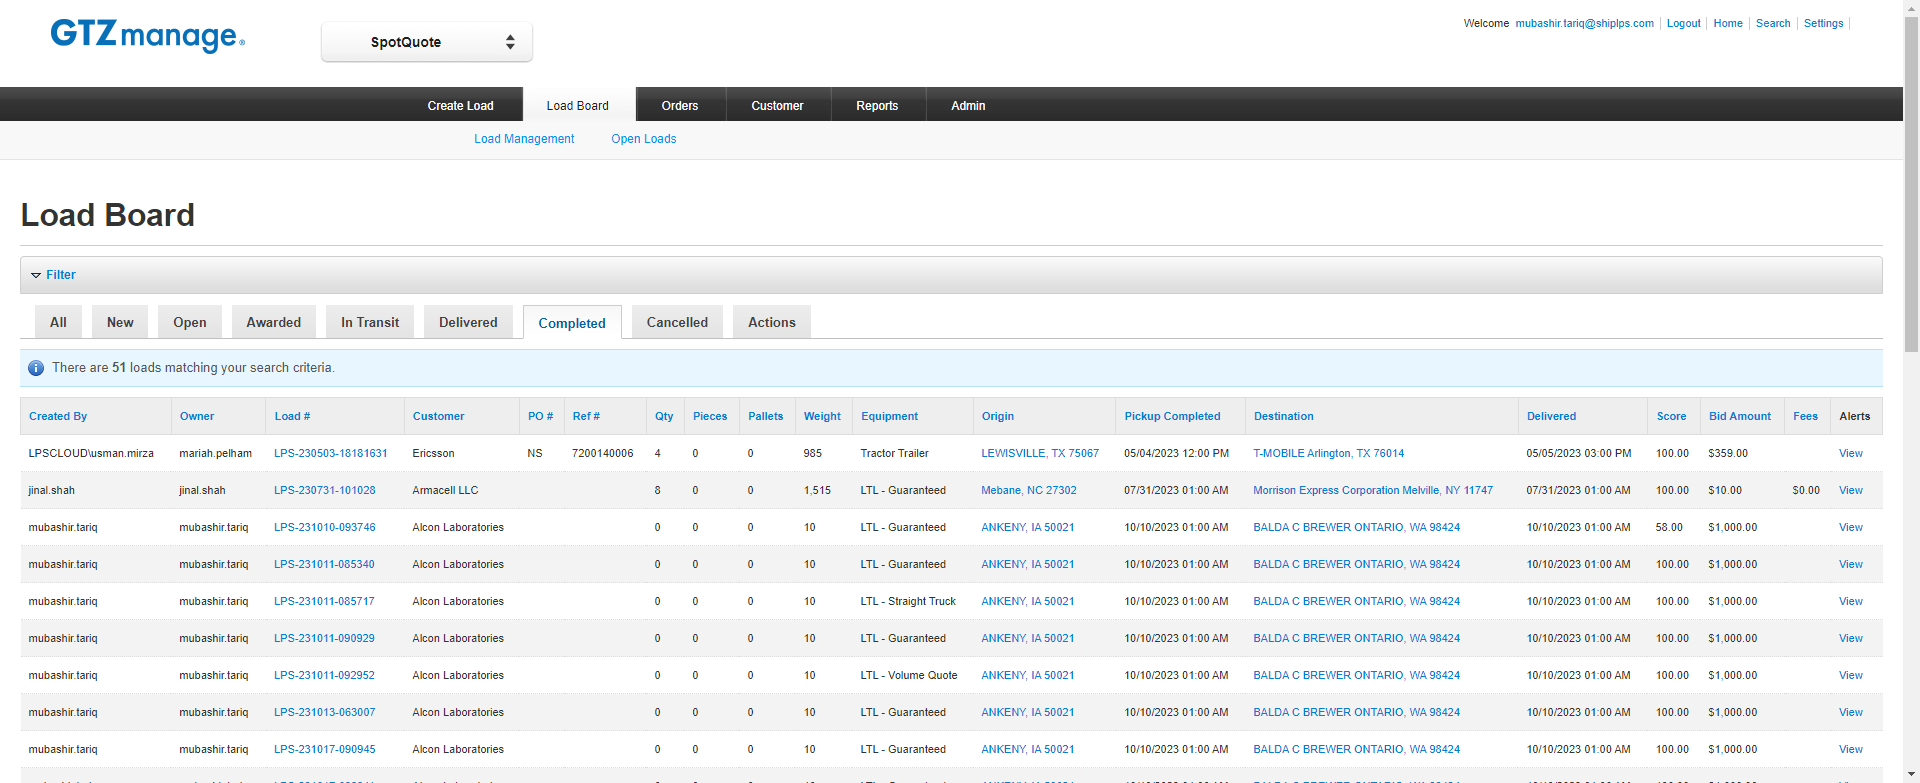 GTZmanage®
SpotQuote
Welcome mubashir.tariq@shiplps.com Logout Home Search Settings
Create Load Load Board Orders Customer Reports Admin
Load Management Open Loads
Load Board
Filter
All New Open Awarded In Transit Delivered Completed Cancelled Actions
There are 51 loads matching your search criteria.
Created By Owner Load # Customer PO # Ref # Qty Pieces Pallets Weight Equipment Origin Pickup Completed Destination Delivered Score Bid Amount Fees Alerts
LPSCLOUD\usman.mirza mariah.pelham LPS-230503-18181631 Ericsson NS 7200140006 4 0 0 985 Tractor Trailer LEWISVILLE, TX 75067 05/04/2023 12:00 PM T-MOBILE Arlington, TX 76014 05/05/2023 03:00 PM 100.00 $359.00 View
jinal.shah jinal.shah LPS-230731-101028 Armacell LLC 8 0 0 1,515 LTL - Guaranteed Mebane, NC 27302 07/31/2023 01:00 AM Morrison Express Corporation Melville, NY 11747 07/31/2023 01:00 AM 100.00 $10.00 $0.00 View
mubashir.tariq mubashir.tariq LPS-231010-093746 Alcon Laboratories 0 0 0 10 LTL - Guaranteed ANKENY, IA 50021 10/10/2023 01:00 AM BALDA C BREWER ONTARIO, WA 98424 10/10/2023 01:00 AM 58.00 $1,000.00 View
mubashir.tariq mubashir.tariq LPS-231011-085340 Alcon Laboratories 0 0 0 10 LTL - Guaranteed ANKENY, IA 50021 10/10/2023 01:00 AM BALDA C BREWER ONTARIO, WA 98424 10/10/2023 01:00 AM 100.00 $1,000.00 View
mubashir.tariq mubashir.tariq LPS-231011-085717 Alcon Laboratories 0 0 0 10 LTL - Straight Truck ANKENY, IA 50021 10/10/2023 01:00 AM BALDA C BREWER ONTARIO, WA 98424 10/10/2023 01:00 AM 100.00 $1,000.00 View
mubashir.tariq mubashir.tariq LPS-231011-090929 Alcon Laboratories 0 0 0 10 LTL - Guaranteed ANKENY, IA 50021 10/10/2023 01:00 AM BALDA C BREWER ONTARIO, WA 98424 10/10/2023 01:00 AM 100.00 $1,000.00 View
mubashir.tariq mubashir.tariq LPS-231011-092952 Alcon Laboratories 0 0 0 10 LTL - Volume Quote ANKENY, IA 50021 10/10/2023 01:00 AM BALDA C BREWER ONTARIO, WA 98424 10/10/2023 01:00 AM 100.00 $1,000.00 View
mubashir.tariq mubashir.tariq LPS-231013-063007 Alcon Laboratories 0 0 0 10 LTL - Guaranteed ANKENY, IA 50021 10/10/2023 01:00 AM BALDA C BREWER ONTARIO, WA 98424 10/10/2023 01:00 AM 100.00 $1,000.00 View
mubashir.tariq mubashir.tariq LPS-231017-090945 Alcon Laboratories 0 0 0 10 LTL - Guaranteed ANKENY, IA 50021 10/10/2023 01:00 AM BALDA C BREWER ONTARIO, WA 98424 10/10/2023 01:00 AM 100.00 $1,000.00 View